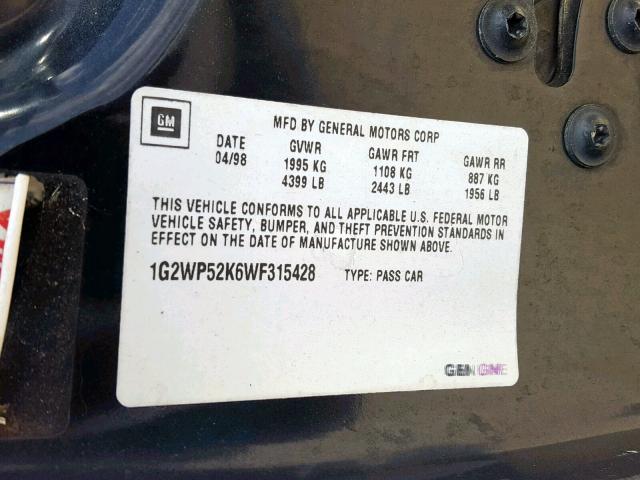 GM
MFD BY GENERAL MOTORS CORP
DATE GVWR GAWR FRT GAWR RR
04/98 1995 KG 1108 KG 887 KG
4399 LB 2443 LB 1956 LB
THIS VEHICLE CONFORMS TO ALL APPLICABLE U.S. FEDERAL MOTOR
VEHICLE SAFETY, BUMPER, AND THEFT PREVENTION STANDARDS IN
EFFECT ON THE DATE OF MANUFACTURE SHOWN ABOVE.
1G2WP52K6WF315428 TYPE: PASS CAR